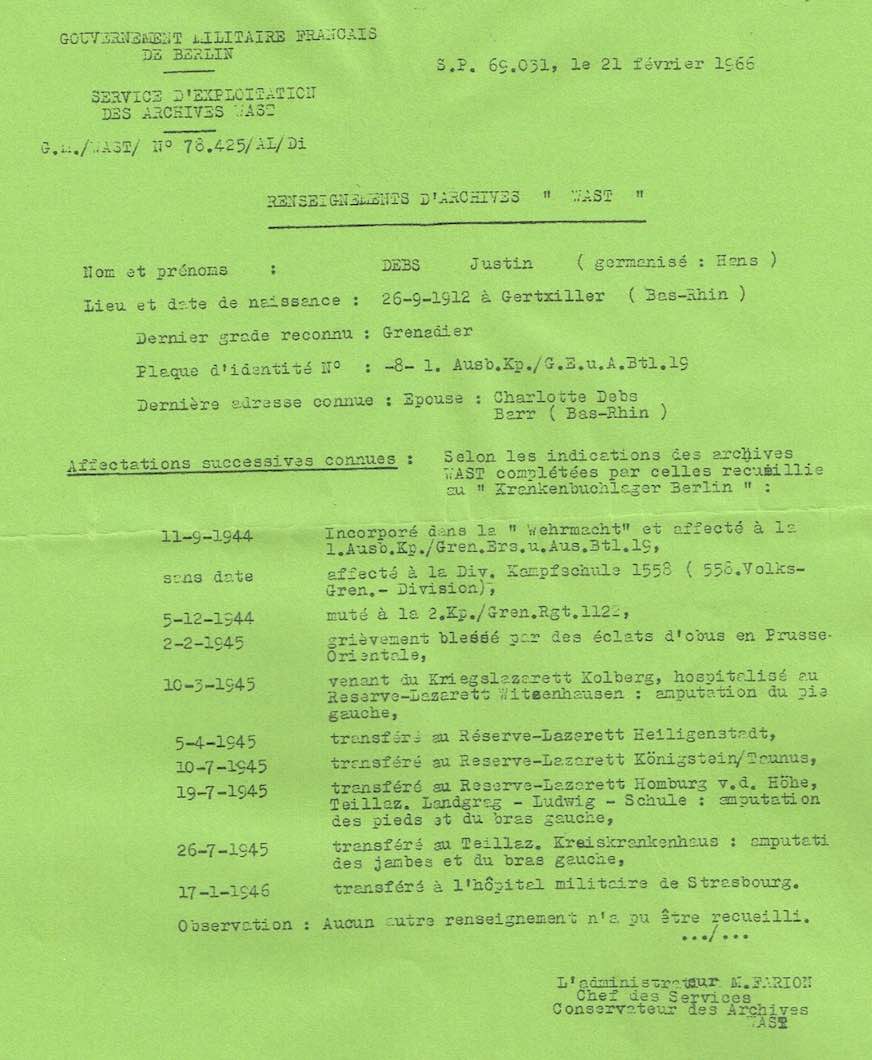 GOUVERNEMENT MILITAIRE FRANCAIS
DE BERLIN
S.P. 69.031, le 21 février 1966
SERVICE D'EXPLOITATION
DES ARCHIVES WAST
G.M./WAST/ N° 78.425/AL/Di
RENSEIGNEMENTS D'ARCHIVES " WAST "
Nom et prénoms : DEBS Justin ( germanisé : Hans )
Lieu et date de naissance : 26-9-1912 à Gertxiller ( Bas-Rhin )
Dernier grade reconnu : Grenadier
Plaque d'identité N° : -8- 1. Ausb.Kp./G.E.u.A.Btl.19
Dernière adresse connue : Epouse : Charlotte Debs
Barr ( Bas-Rhin )
Affectations successives connues : Selon les indications des archives
WAST complétées par celles recueillie
au " Krankenbuchlager Berlin " :
11-9-1944 Incorporé dans la " Wehrmacht" et affecté à la
1.Ausb.Kp./Gren.Ers.u.Aus.Btl.19,
sans date affecté à la Div. Kampfschule 1558 ( 558.Volks-
Gren.- Division),
5-12-1944 muté à la 2.Kp./Gren.Rgt.1122,
2-2-1945 grièvement blessé par des éclats d'obus en Prusse-
Orientale,
10-3-1945 venant du Kriegslazarett Kolberg, hospitalisé au
Reserve-Lazarett Witzenhausen : amputation du pie
gauche,
5-4-1945 transféré au Réserve-Lazarett Heiligenstadt,
10-7-1945 transféré au Reserve-Lazarett Königstein/Taunus,
19-7-1945 transféré au Reserve-Lazarett Homburg v.d. Höhe,
Teillaz. Landgrag - Ludwig - Schule : amputation
des pieds et du bras gauche,
26-7-1945 transféré au Teillaz. Kreiskrankenhaus : amputati
des jambes et du bras gauche,
17-1-1946 transféré à l'hôpital militaire de Strasbourg.
Observation : Aucun autre renseignement n'a pu être recueilli.
.../...
L'administrateur M.FARION
Chef des Services
Conservateur des Archives
WAST